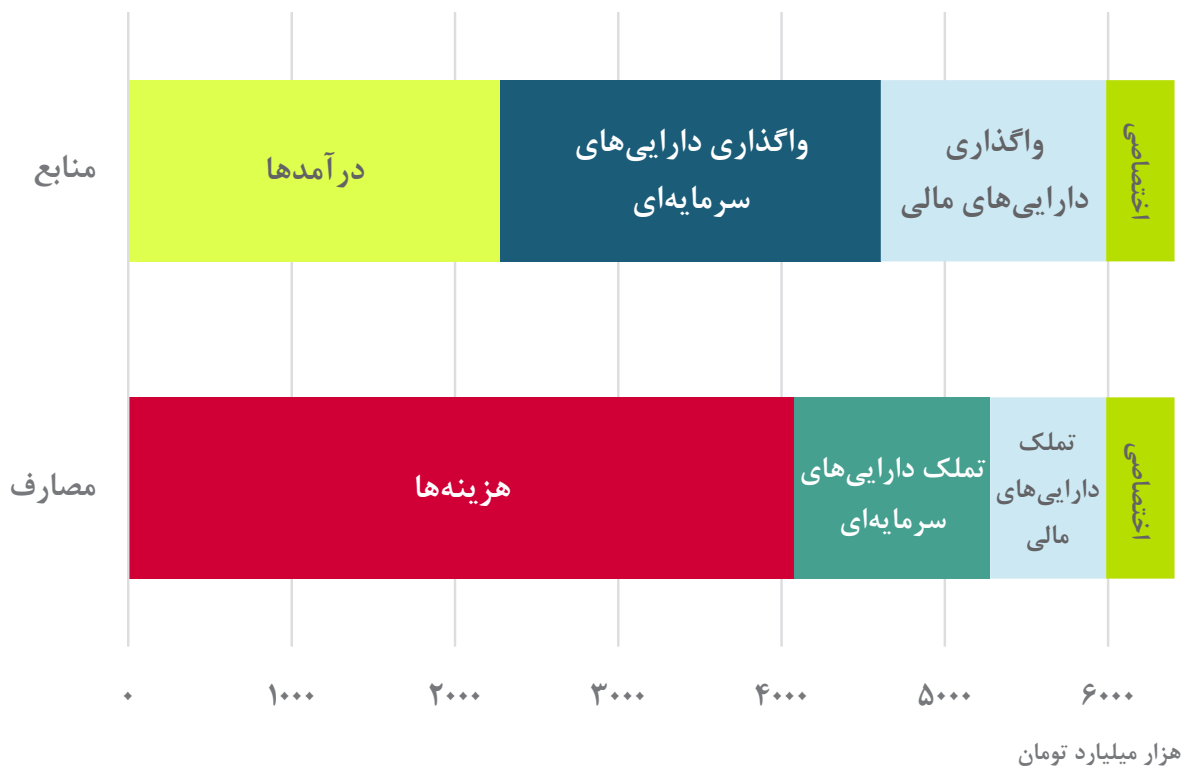 منابع
درآمدها
واگذاری دارایی‌های
سرمایه‌ای
واگذاری
دارایی‌های مالی
اختصاصی
مصارف
هزینه‌ها
تملک دارایی‌های
سرمایه‌ای
تملک
دارایی‌های
مالی
اختصاصی
۰ ۱۰۰۰ ۲۰۰۰ ۳۰۰۰ ۴۰۰۰ ۵۰۰۰ ۶۰۰۰
هزار میلیارد تومان